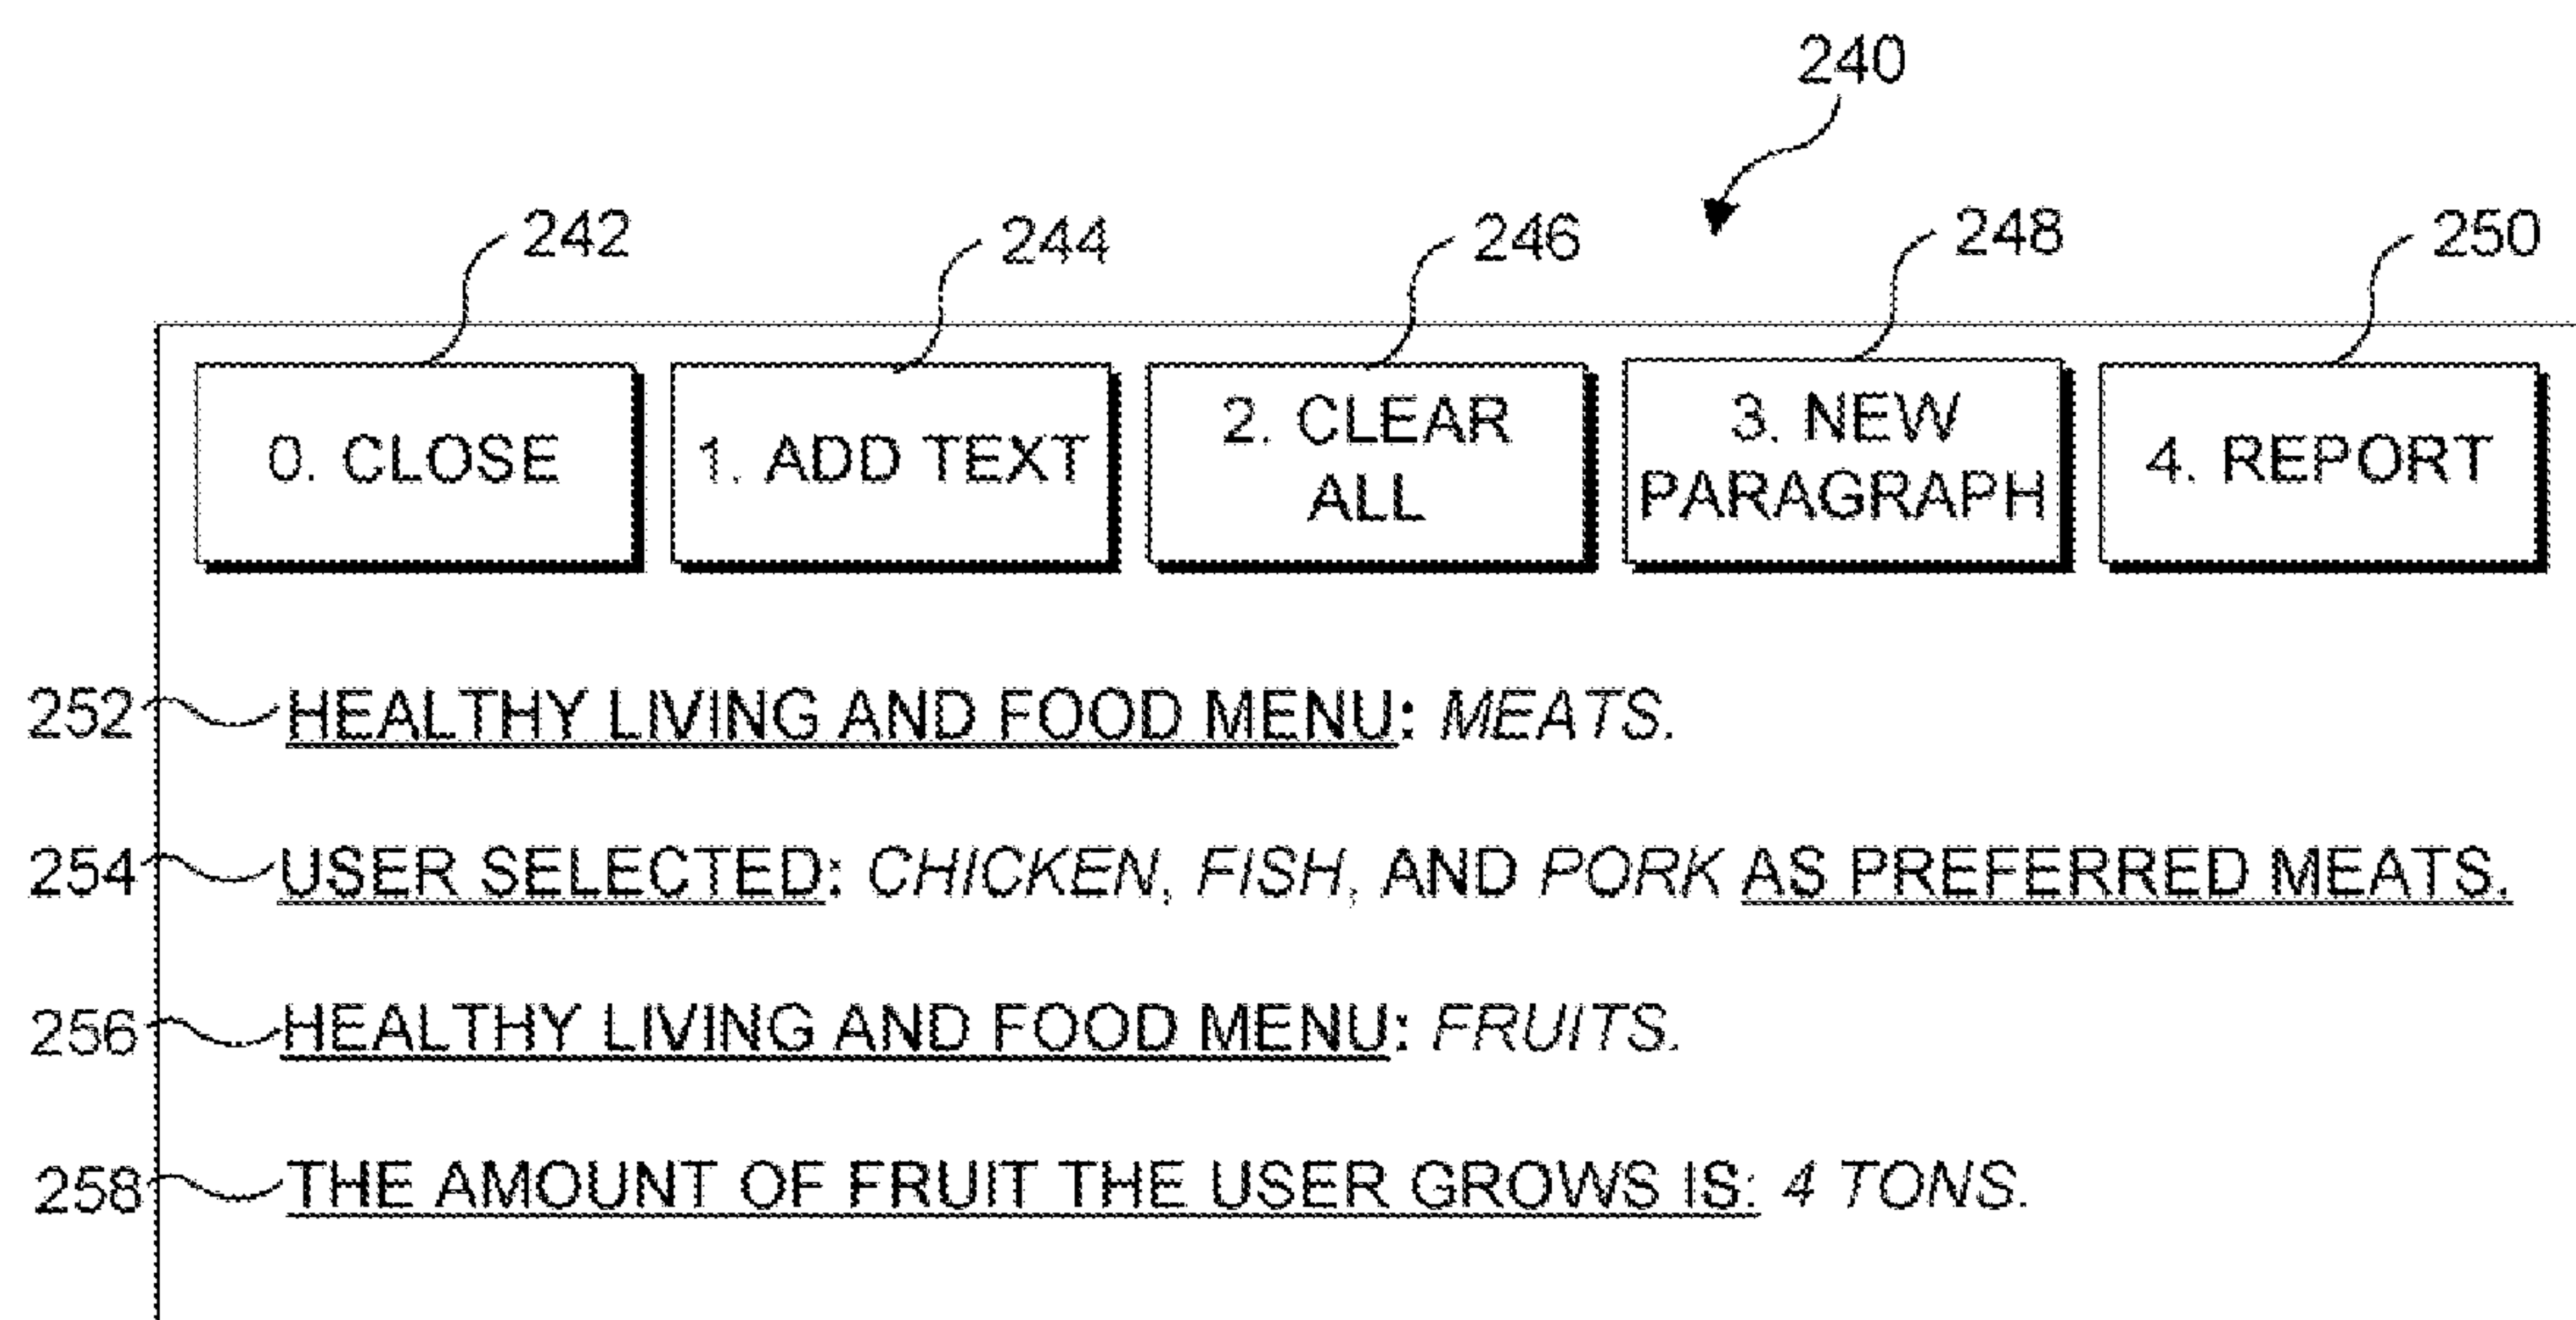 240
242 244 246 248 250
0. CLOSE
1. ADD TEXT
2. CLEAR
ALL
3. NEW
PARAGRAPH
4. REPORT
252 HEALTHY LIVING AND FOOD MENU: MEATS.
254 USER SELECTED: CHICKEN, FISH, AND PORK AS PREFERRED MEATS.
256 HEALTHY LIVING AND FOOD MENU: FRUITS.
258 THE AMOUNT OF FRUIT THE USER GROWS IS: 4 TONS.